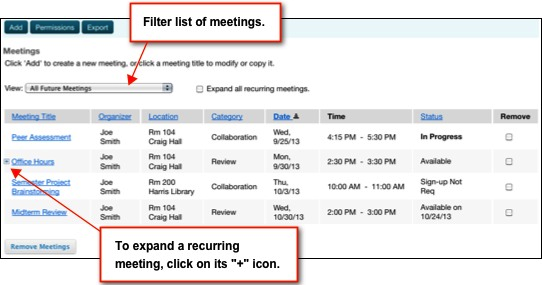 Filter list of meetings.
Add Permissions Export
Meetings
Click 'Add' to create a new meeting, or click a meeting title to modify or copy it.
View: All Future Meetings Expand all recurring meetings.
Meeting Title Organizer Location Category Date Time Status Remove
Peer Assessment Joe Smith Rm 104 Craig Hall Collaboration Wed, 9/25/13 4:15 PM - 5:30 PM In Progress
Office Hours Joe Smith Rm 104 Craig Hall Review Mon, 9/30/13 2:30 PM - 3:30 PM Available
Semester Project Brainstorming Joe Smith Rm 200 Harris Library Collaboration Thu, 10/3/13 10:00 AM - 11:00 AM Sign-up Not Req
Midterm Review Joe Smith Rm 104 Craig Hall Review Wed, 10/30/13 2:00 PM - 3:00 PM Available on 10/24/13
Remove Meetings
To expand a recurring
meeting, click on its "+" icon.